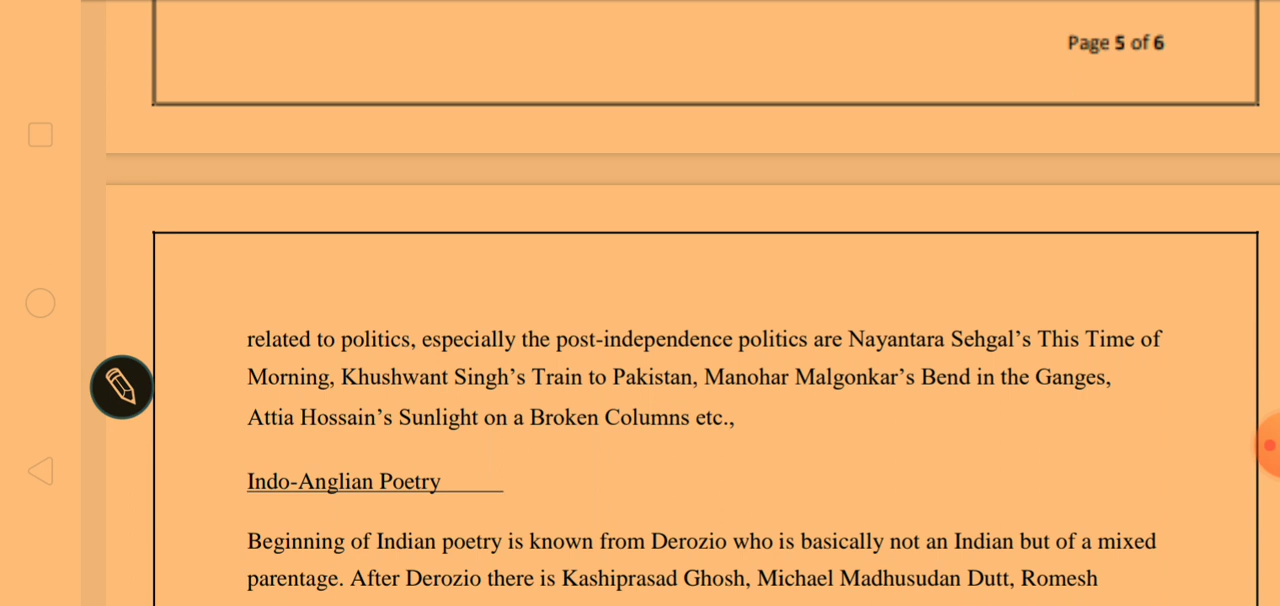 Page 5 of 6
related to politics, especially the post-independence politics are Nayantara Sehgal’s This Time of
Morning, Khushwant Singh’s Train to Pakistan, Manohar Malgonkar’s Bend in the Ganges,
Attia Hossain’s Sunlight on a Broken Columns etc.,
Indo-Anglian Poetry
Beginning of Indian poetry is known from Derozio who is basically not an Indian but of a mixed
parentage. After Derozio there is Kashiprasad Ghosh, Michael Madhusudan Dutt, Romesh